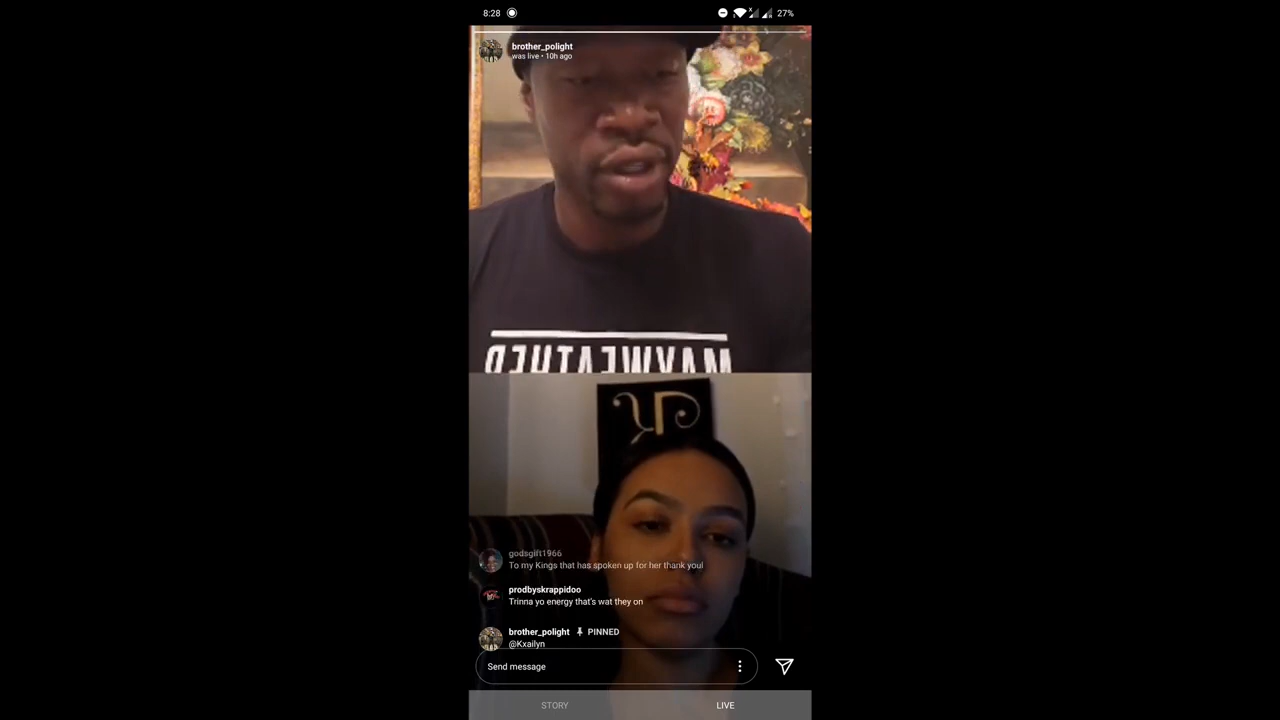 8:28
27%
brother_polight
was live • 10h ago
MAYWEATHER
godsgift1966
To my Kings that has spoken up for her thank you!
prodbyskrappidoo
Trinna yo energy that's wat they on
brother_polight PINNED
@Kxailyn
Send message
STORY
LIVE